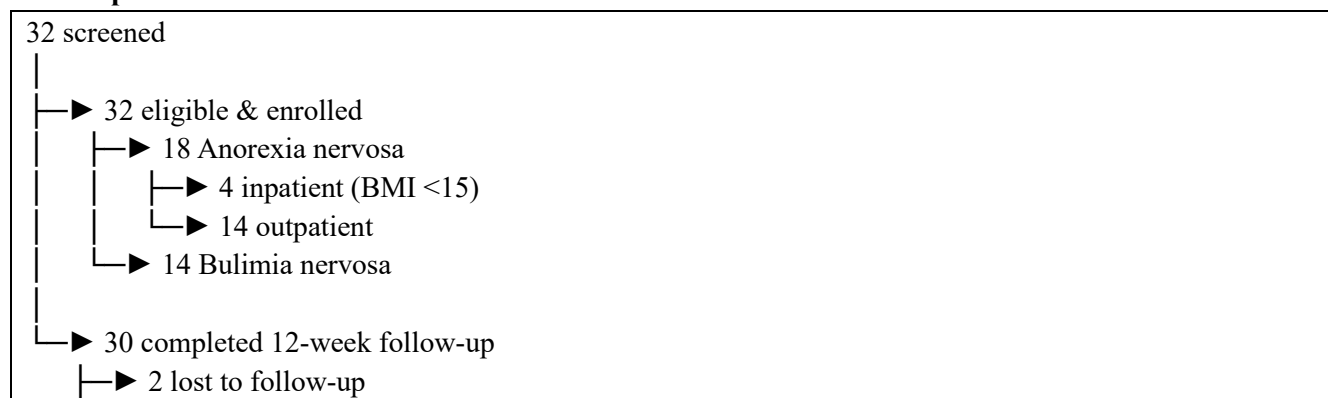 32 screened
32 eligible & enrolled
18 Anorexia nervosa
4 inpatient (BMI <15)
14 outpatient
14 Bulimia nervosa
30 completed 12-week follow-up
2 lost to follow-up